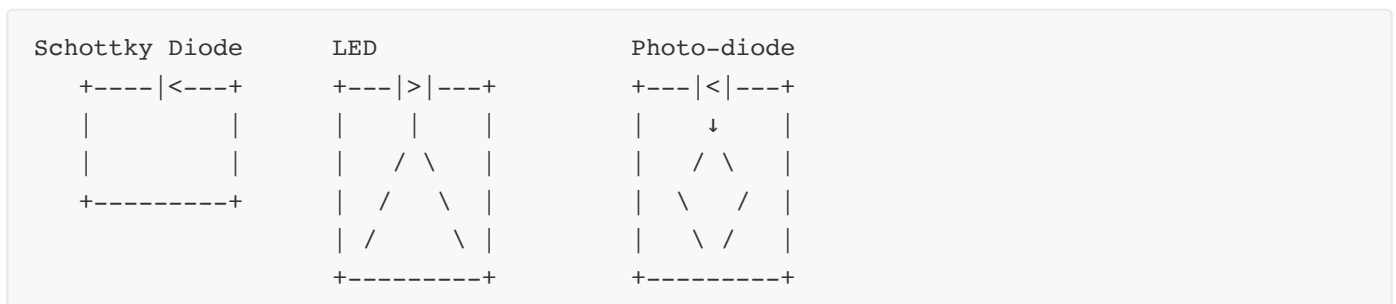 Schottky Diode      LED                 Photo-diode
   +----|<---+      +---|>|---+         +---|<|---+
   |         |      |    |    |         |    ↓    |
   |         |      |   / \   |         |   / \   |
   +---------+      |  /   \  |         |  \   /  |
                    | /     \ |         |   \ /   |
                    +---------+         +---------+